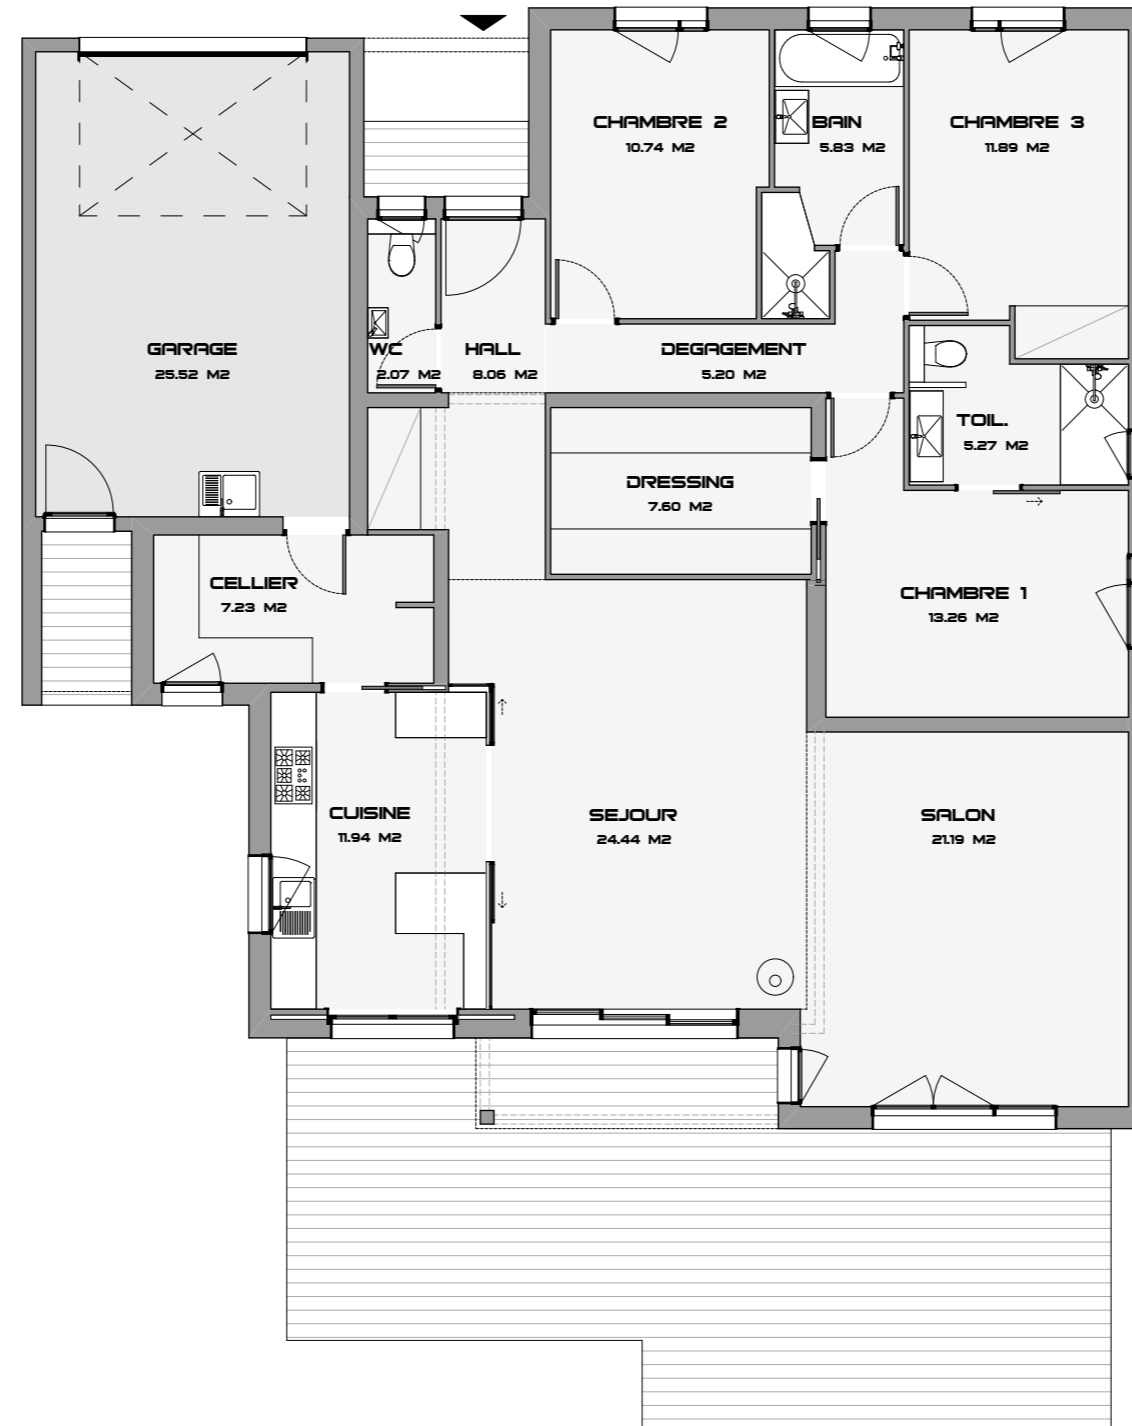 CHAMBRE 2
10.74 M2
BAIN
5.83 M2
CHAMBRE 3
11.89 M2
GARAGE
25.52 M2
WC
2.07 M2
HALL
8.06 M2
DEGAGEMENT
5.20 M2
TOIL.
5.27 M2
DRESSING
7.60 M2
CELLIER
7.23 M2
CHAMBRE 1
13.26 M2
CUISINE
11.94 M2
SEJOUR
24.44 M2
SALON
21.19 M2